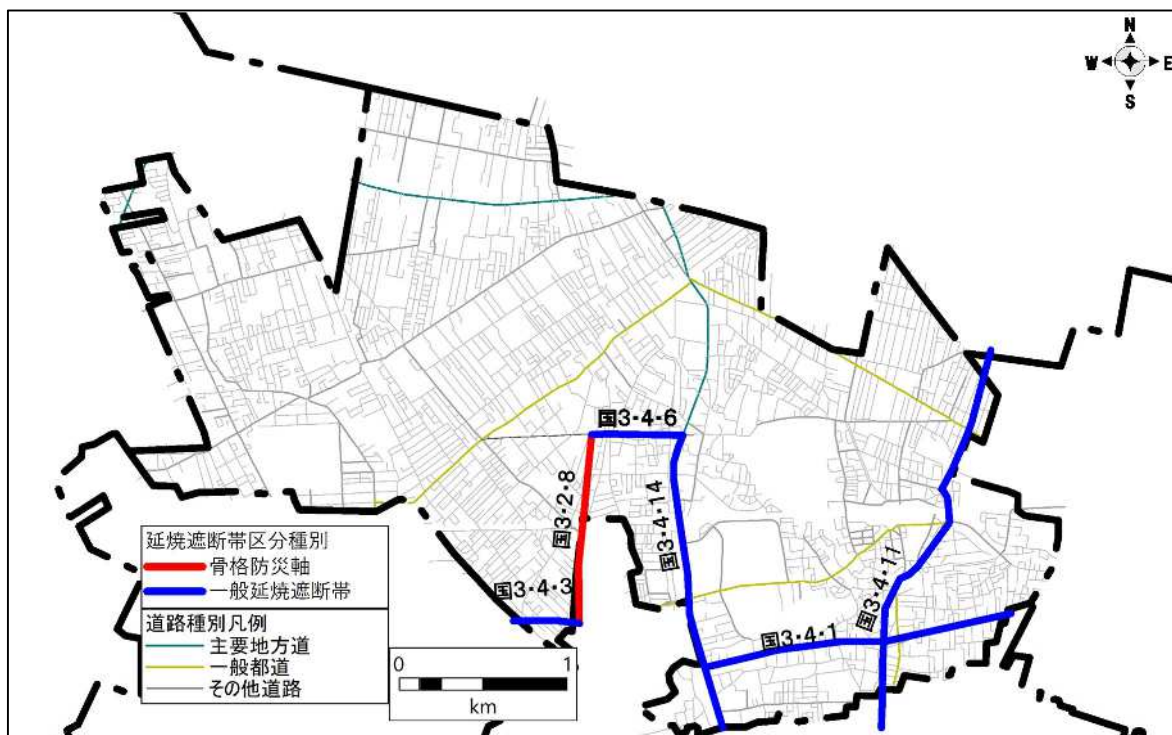 N
W E
S
国3・4・6
国3・2・8
国3・4・14
国3・4・3
国3・4・11
国3・4・1
延焼遮断帯区分種別
骨格防災軸
一般延焼遮断帯
道路種別凡例
主要地方道
一般都道
その他道路
0 1
km